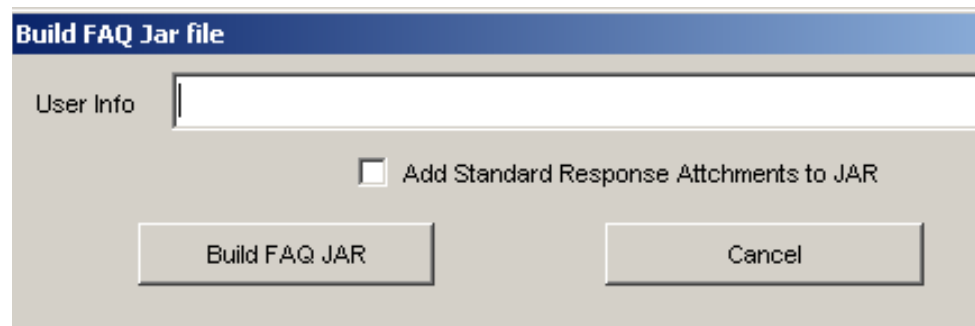 Build FAQ Jar file
User Info
Add Standard Response Attchments to JAR
Build FAQ JAR
Cancel